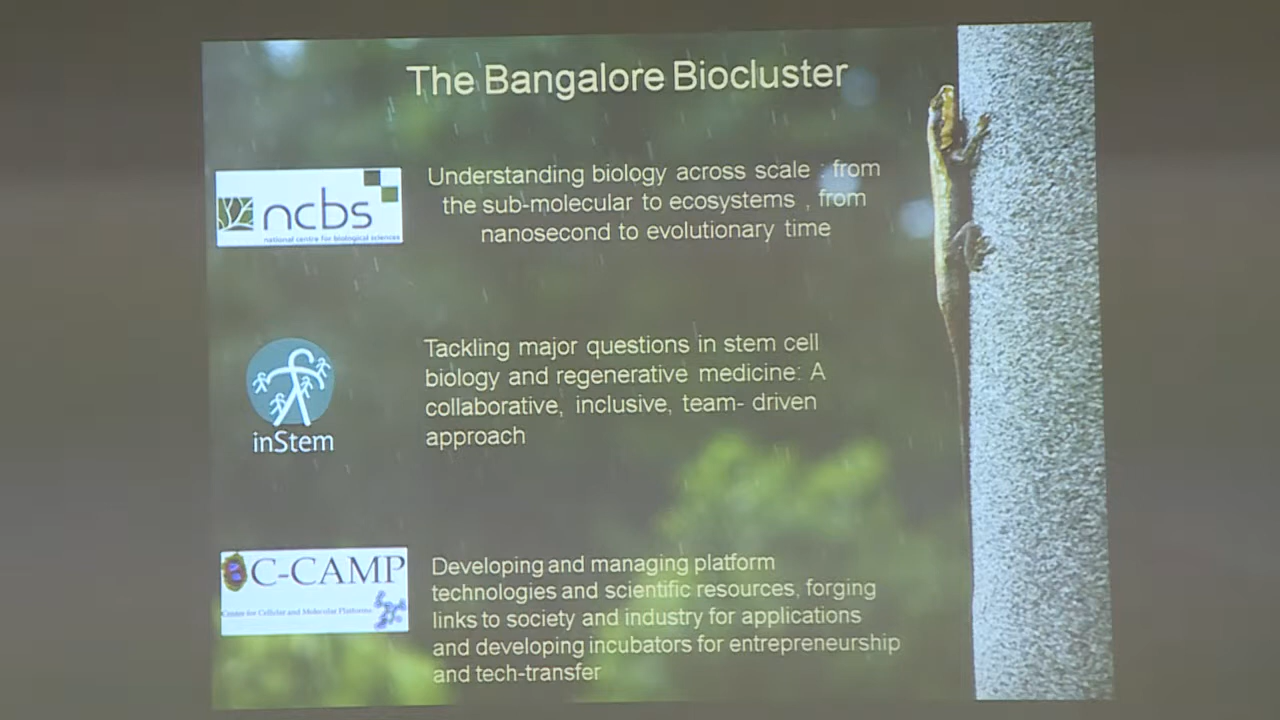 The Bangalore Biocluster
ncbs
national centre for biological sciences
Understanding biology across scale : from
the sub-molecular to ecosystems , from
nanosecond to evolutionary time
inStem
Tackling major questions in stem cell
biology and regenerative medicine: A
collaborative, inclusive, team- driven
approach
C-CAMP
Center for Cellular and Molecular Platforms
Developing and managing platform
technologies and scientific resources, forging
links to society and industry for applications
and developing incubators for entrepreneurship
and tech-transfer